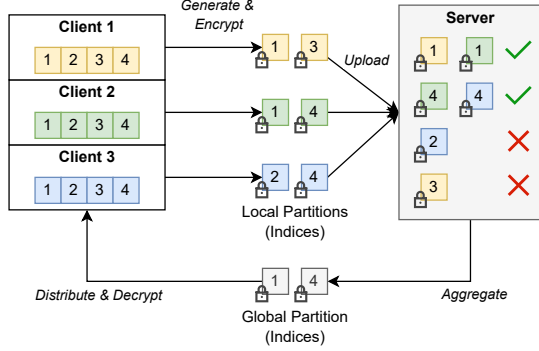 Generate &
Encrypt
Client 1
1 2 3 4
Client 2
1 2 3 4
Client 3
1 2 3 4
1 3
1 4
2 4
Local Partitions
(Indices)
Upload
Server
1 1
4 4
2
3
Aggregate
1 4
Global Partition
(Indices)
Distribute & Decrypt